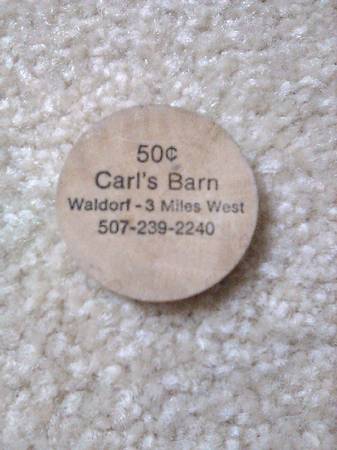 50¢
Carl's Barn
Waldorf - 3 Miles West
507-239-2240